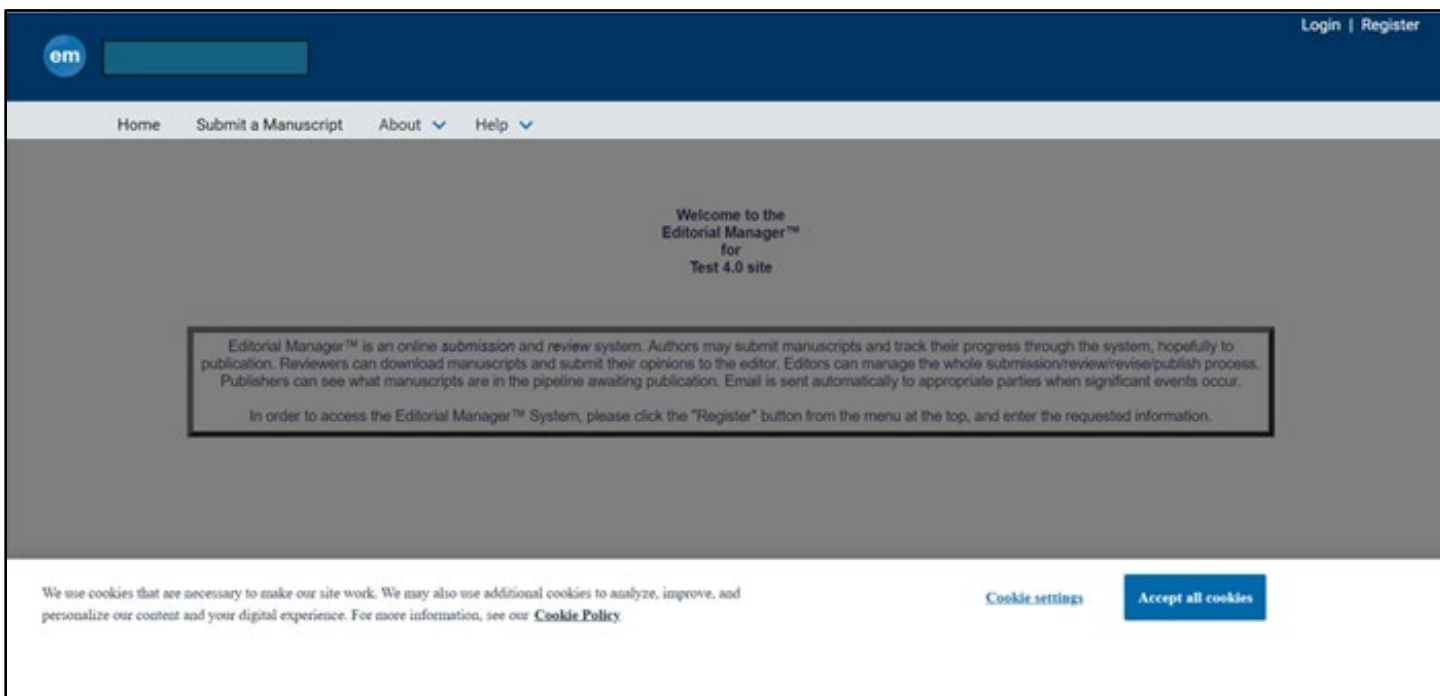 Login | Register
em
Home Submit a Manuscript About Help
Welcome to the
Editorial Manager™
for
Test 4.0 site
Editorial Manager™ is an online submission and review system. Authors may submit manuscripts and track their progress through the system, hopefully to
publication. Reviewers can download manuscripts and submit their opinions to the editor. Editors can manage the whole submission/review/revise/publish process.
Publishers can see what manuscripts are in the pipeline awaiting publication. Email is sent automatically to appropriate parties when significant events occur.
In order to access the Editorial Manager™ System, please click the "Register" button from the menu at the top, and enter the requested information.
We use cookies that are necessary to make our site work. We may also use additional cookies to analyze, improve, and
personalize our content and your digital experience. For more information, see our Cookie Policy
Cookie settings
Accept all cookies